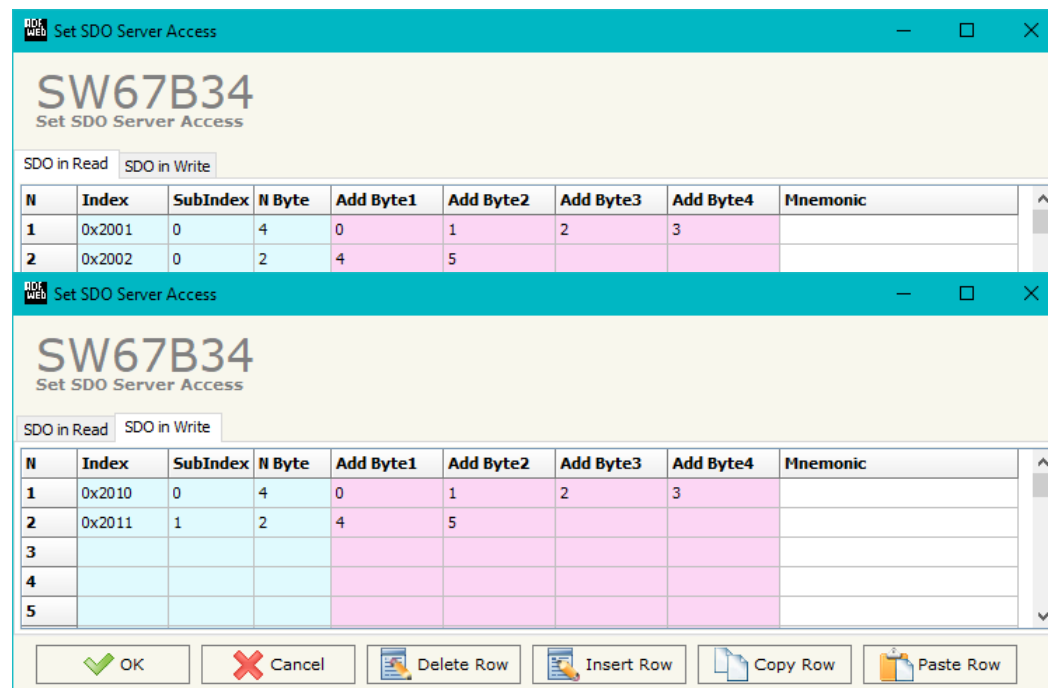 ADF WEB Set SDO Server Access
SW67B34
Set SDO Server Access
SDO in Read SDO in Write
N Index SubIndex N Byte Add Byte1 Add Byte2 Add Byte3 Add Byte4 Mnemonic
1 0x2001 0 4 0 1 2 3
2 0x2002 0 2 4 5
ADF WEB Set SDO Server Access
SW67B34
Set SDO Server Access
SDO in Read SDO in Write
N Index SubIndex N Byte Add Byte1 Add Byte2 Add Byte3 Add Byte4 Mnemonic
1 0x2010 0 4 0 1 2 3
2 0x2011 1 2 4 5
3
4
5
OK Cancel Delete Row Insert Row Copy Row Paste Row